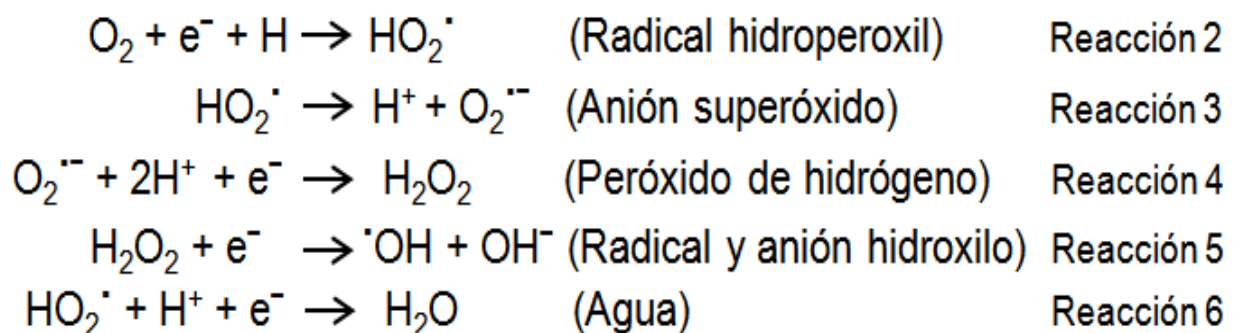 O₂ + e⁻ + H → HO₂˙ (Radical hidroperoxil) Reacción 2
HO₂˙ → H⁺ + O₂˙⁻ (Anión superóxido) Reacción 3
O₂˙⁻ + 2H⁺ + e⁻ → H₂O₂ (Peróxido de hidrógeno) Reacción 4
H₂O₂ + e⁻ → ˙OH + OH⁻ (Radical y anión hidroxilo) Reacción 5
HO₂˙ + H⁺ + e⁻ → H₂O (Agua) Reacción 6